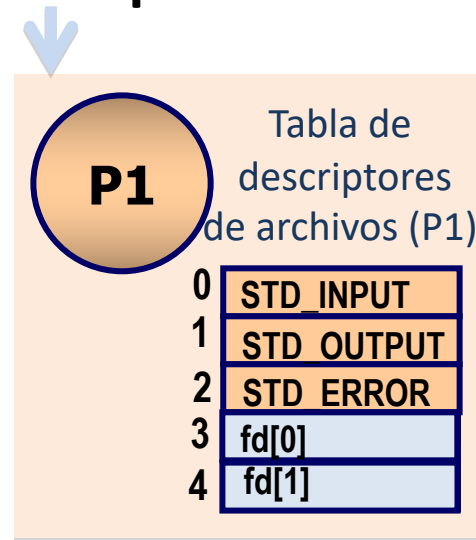 P1
Tabla de
descriptores
de archivos (P1)
0 STD_INPUT
1 STD_OUTPUT
2 STD_ERROR
3 fd[0]
4 fd[1]